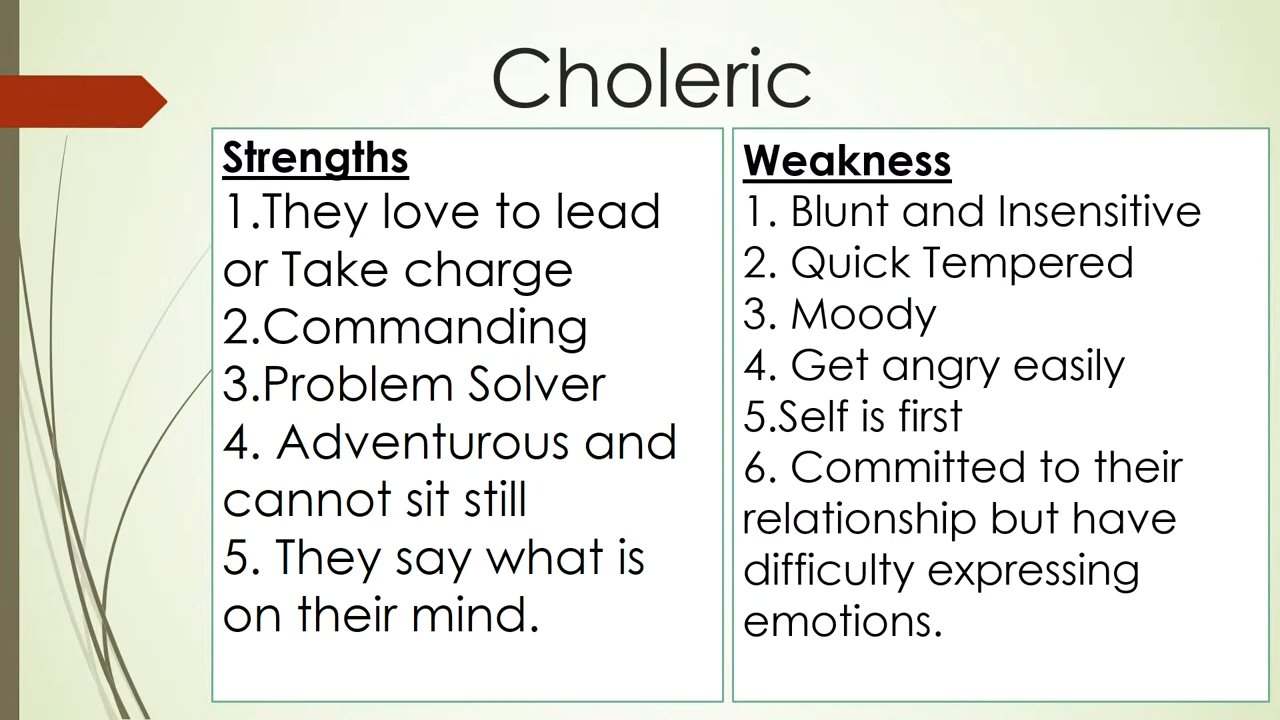 Choleric
Strengths
1.They love to lead
or Take charge
2.Commanding
3.Problem Solver
4. Adventurous and
cannot sit still
5. They say what is
on their mind.
Weakness
1. Blunt and Insensitive
2. Quick Tempered
3. Moody
4. Get angry easily
5.Self is first
6. Committed to their
relationship but have
difficulty expressing
emotions.